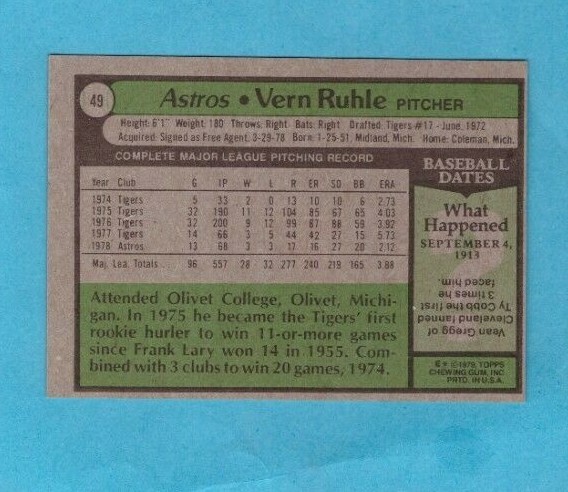 49
Astros • Vern Ruhle PITCHER
Height: 6'1" Weight: 180 Throws: Right Bats: Right Drafted: Tigers #17 - June, 1972
Acquired: Signed as Free Agent, 3-29-78 Born: 1-25-51, Midland, Mich. Home: Coleman, Mich.
COMPLETE MAJOR LEAGUE PITCHING RECORD
Year Club G IP W L R ER SO BB ERA
1974 Tigers 5 33 2 0 13 10 10 6 2.73
1975 Tigers 32 190 11 12 104 85 67 65 4.03
1976 Tigers 32 200 9 12 99 87 88 59 3.92
1977 Tigers 14 66 3 5 44 42 27 15 5.73
1978 Astros 13 68 3 3 17 16 27 20 2.12
Maj. Lea. Totals 96 557 28 32 277 240 219 165 3.88
Attended Olivet College, Olivet, Michi-
gan. In 1975 he became the Tigers' first
rookie hurler to win 11-or-more games
since Frank Lary won 14 in 1955. Com-
bined with 3 clubs to win 20 games, 1974.
BASEBALL
DATES
What
Happened
SEPTEMBER 4,
1913
?
Vean Gregg of
Cleveland fanned
Ty Cobb the first
3 times he
faced him.
E★ ©1979, TOPPS
CHEWING GUM, INC.
PRTD. IN U.S.A.